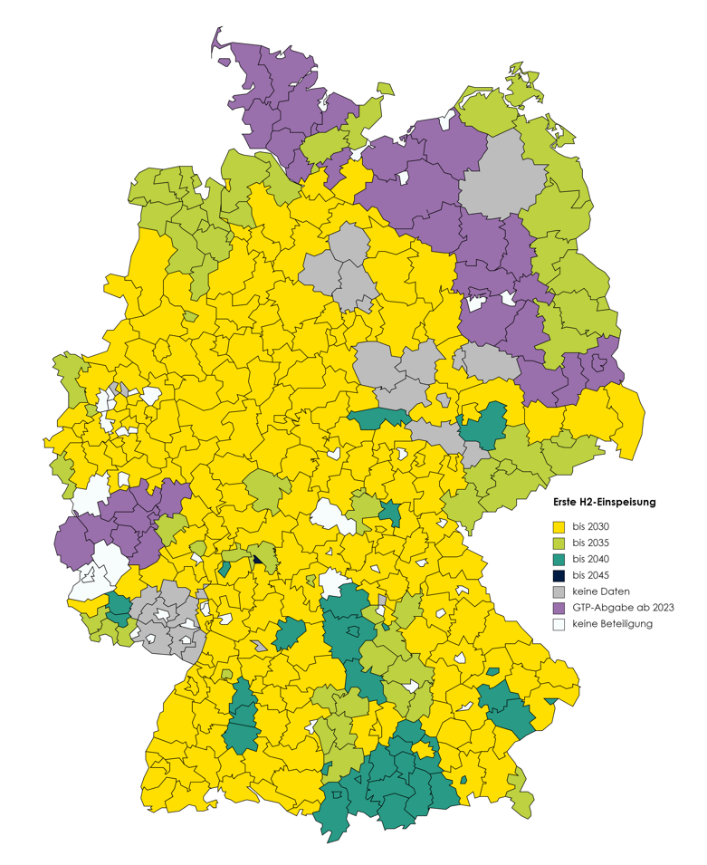 Erste H2-Einspeisung
bis 2030
bis 2035
bis 2040
bis 2045
keine Daten
GTP-Abgabe ab 2023
keine Beteiligung